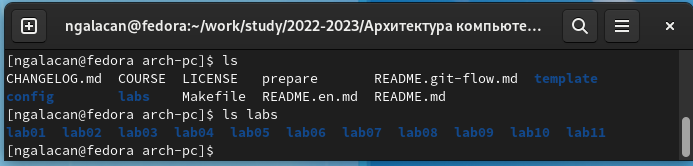 ngalacan@fedora:~/work/study/2022-2023/Архитектура компьюте…
[ngalacan@fedora arch-pc]$ ls
CHANGELOG.md  COURSE  LICENSE   prepare       README.git-flow.md  template
config        labs    Makefile  README.en.md  README.md
[ngalacan@fedora arch-pc]$ ls labs
lab01  lab02  lab03  lab04  lab05  lab06  lab07  lab08  lab09  lab10  lab11
[ngalacan@fedora arch-pc]$